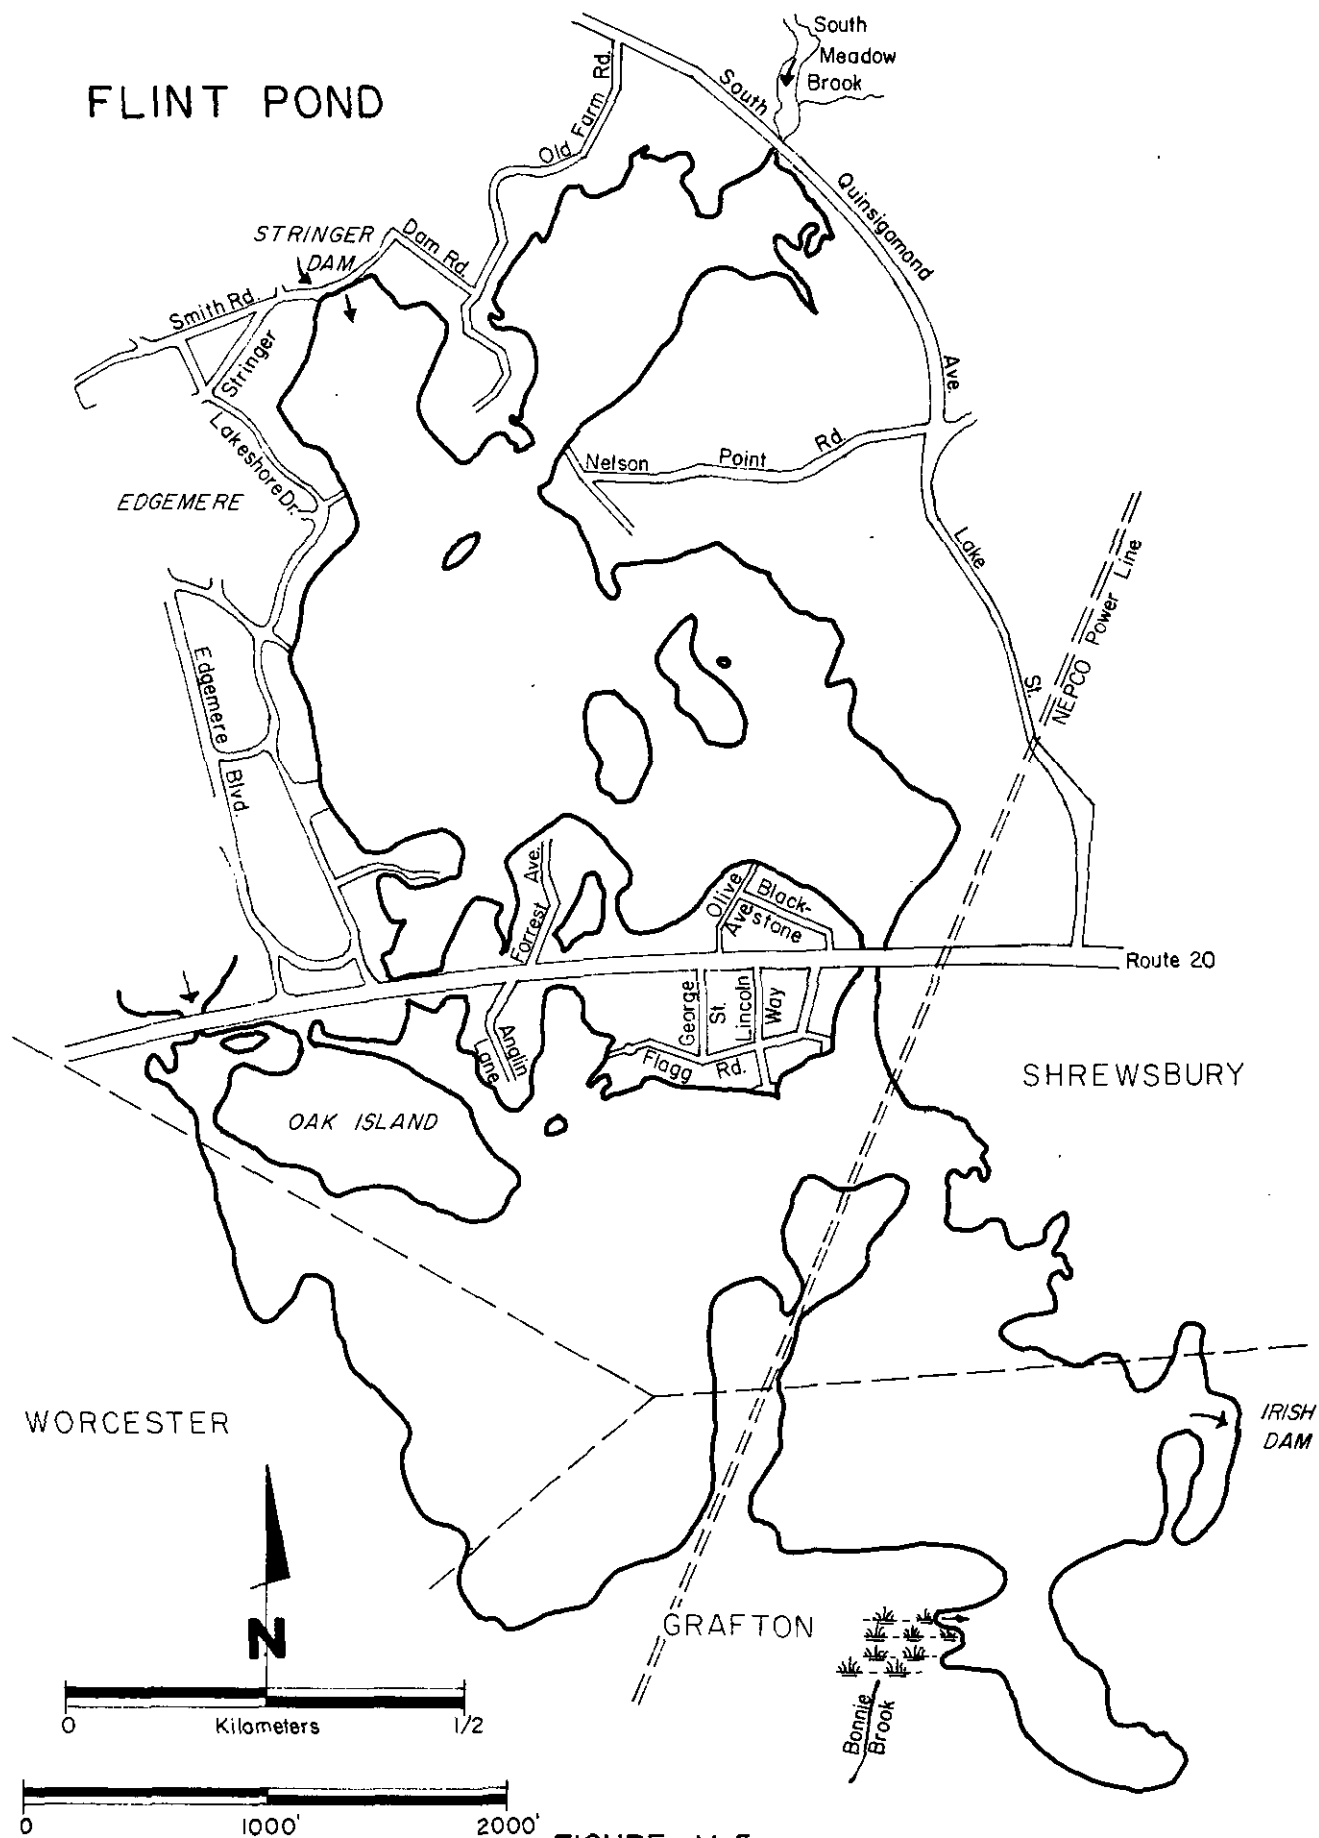 FLINT POND
South
Meadow
Brook
South
Quinsigamond
Ave.
Old Farm Rd.
STRINGER
DAM
Dam Rd.
Smith Rd.
Stringer
Lakeshore Dr.
EDGEMERE
Nelson Point Rd.
Lake
St.
NEPCO Power Line
Edgemere
Blvd.
Forrest Ave.
Olive
Ave.
Black-
stone
Route 20
George
St.
Lincoln
Way
Anglin
Lane
Flagg Rd.
SHREWSBURY
OAK ISLAND
WORCESTER
IRISH
DAM
N
GRAFTON
0 1/2
Kilometers
Bonnie
Brook
0 1000' 2000'